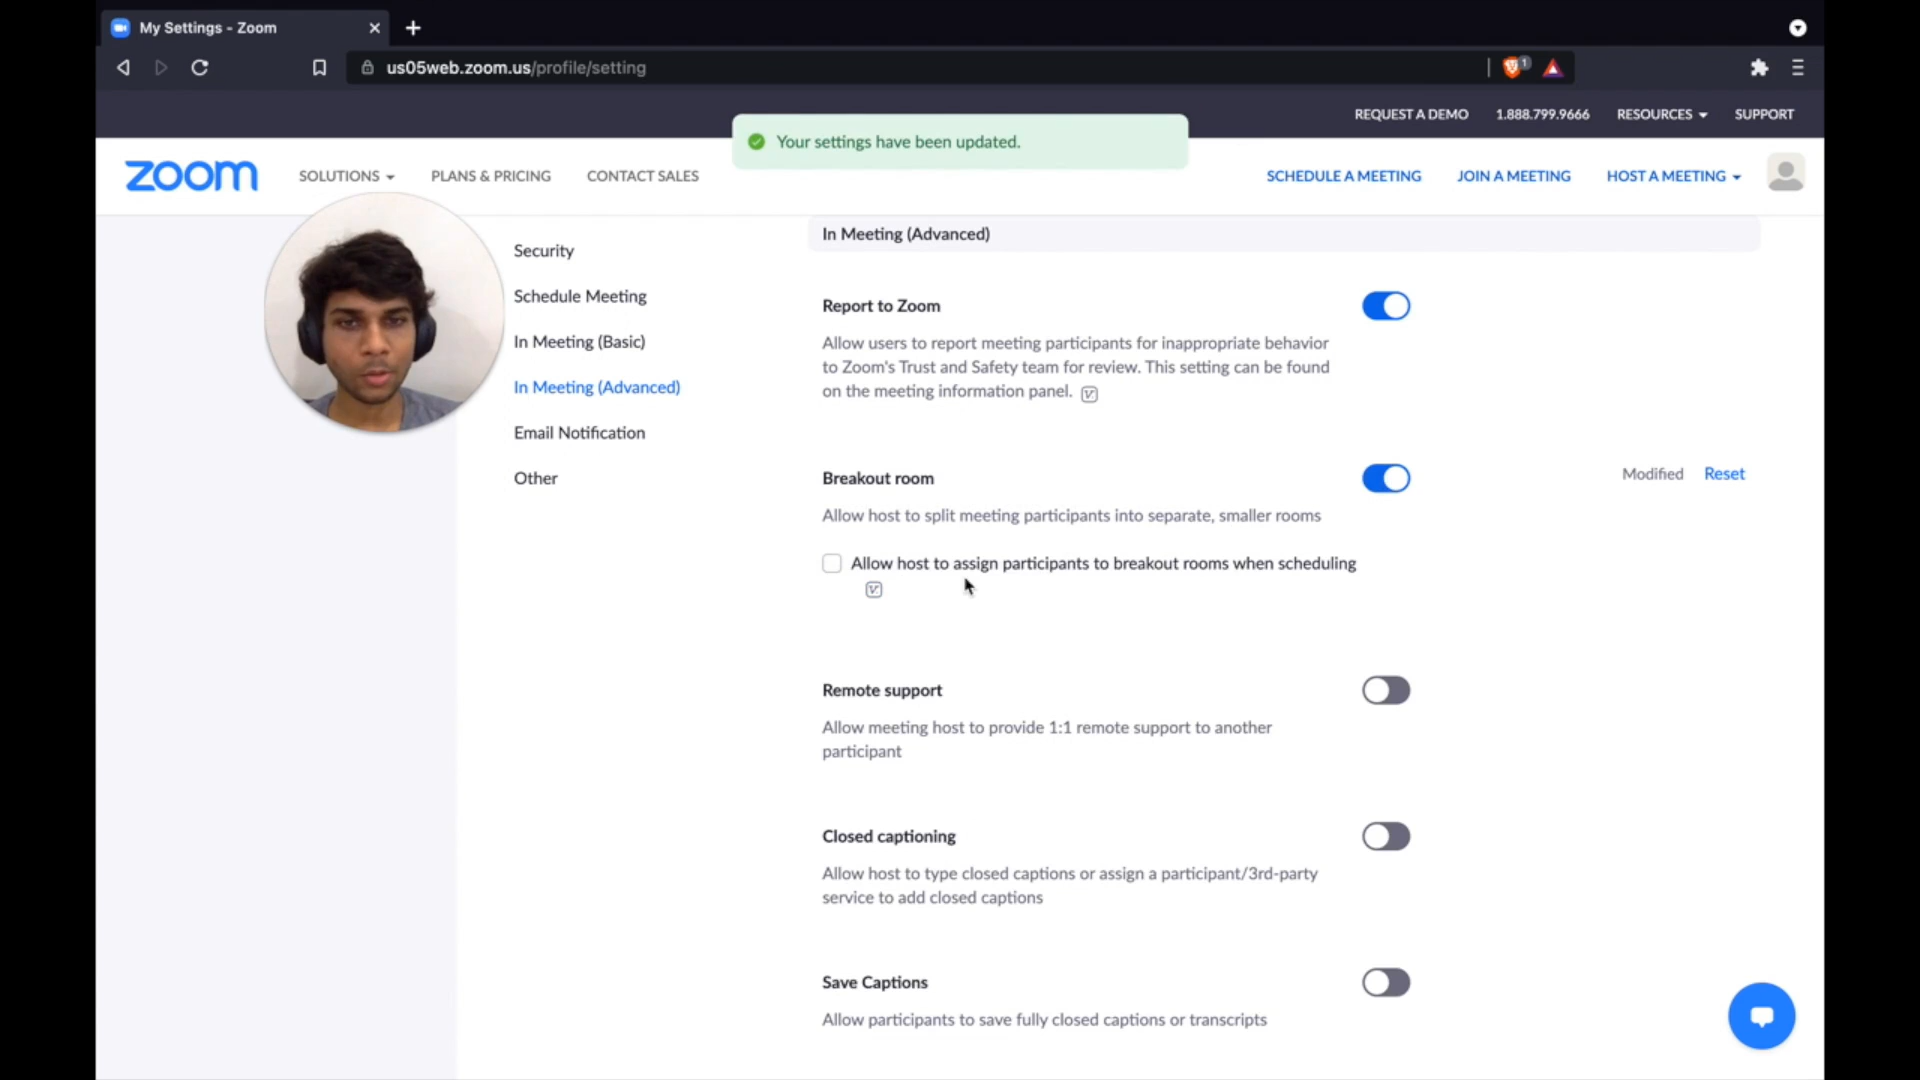 My Settings - Zoom
us05web.zoom.us/profile/setting
1
REQUEST A DEMO 1.888.799.9666 RESOURCES SUPPORT
Your settings have been updated.
zoom SOLUTIONS PLANS & PRICING CONTACT SALES SCHEDULE A MEETING JOIN A MEETING HOST A MEETING
Security
Schedule Meeting
In Meeting (Basic)
In Meeting (Advanced)
Email Notification
Other
In Meeting (Advanced)
Report to Zoom
Allow users to report meeting participants for inappropriate behavior
to Zoom's Trust and Safety team for review. This setting can be found
on the meeting information panel.
Breakout room
Modified Reset
Allow host to split meeting participants into separate, smaller rooms
Allow host to assign participants to breakout rooms when scheduling
Remote support
Allow meeting host to provide 1:1 remote support to another
participant
Closed captioning
Allow host to type closed captions or assign a participant/3rd-party
service to add closed captions
Save Captions
Allow participants to save fully closed captions or transcripts